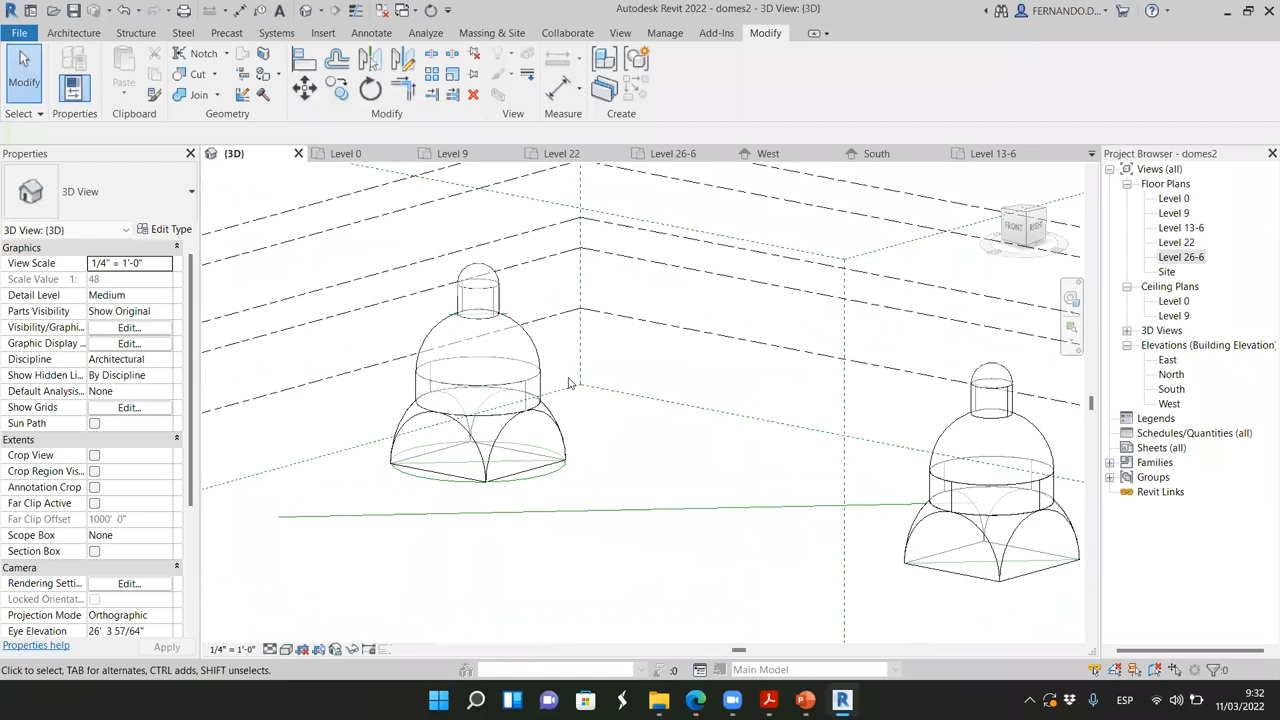 Autodesk Revit 2022 - domes2 - 3D View: {3D}
FERNANDO.D...
File Architecture Structure Steel Precast Systems Insert Annotate Analyze Massing & Site Collaborate View Manage Add-Ins Modify
Modify Paste Notch
Cut
Join
Select Properties Clipboard Geometry Modify View Measure Create
Properties {3D} Level 0 Level 9 Level 22 Level 26-6 West South Level 13-6 Project Browser - domes2
3D View
3D View: {3D} Edit Type
Graphics
View Scale 1/4" = 1'-0"
Scale Value 1: 48
Detail Level Medium
Parts Visibility Show Original
Visibility/Graphi... Edit...
Graphic Display ... Edit...
Discipline Architectural
Show Hidden Li... By Discipline
Default Analysis... None
Show Grids Edit...
Sun Path
Extents
Crop View
Crop Region Vis...
Annotation Crop
Far Clip Active
Far Clip Offset 1000' 0"
Scope Box None
Section Box
Camera
Rendering Setti... Edit...
Locked Orientat...
Projection Mode Orthographic
Eye Elevation 26' 3 57/64"
Properties help Apply
FRONT RIGHT
Views (all)
Floor Plans
Level 0
Level 9
Level 13-6
Level 22
Level 26-6
Site
Ceiling Plans
Level 0
Level 9
3D Views
Elevations (Building Elevation)
East
North
South
West
Legends
Schedules/Quantities (all)
Sheets (all)
Families
Groups
Revit Links
1/4" = 1'-0"
Click to select, TAB for alternates, CTRL adds, SHIFT unselects. :0 Main Model :0
ESP 9:32
11/03/2022